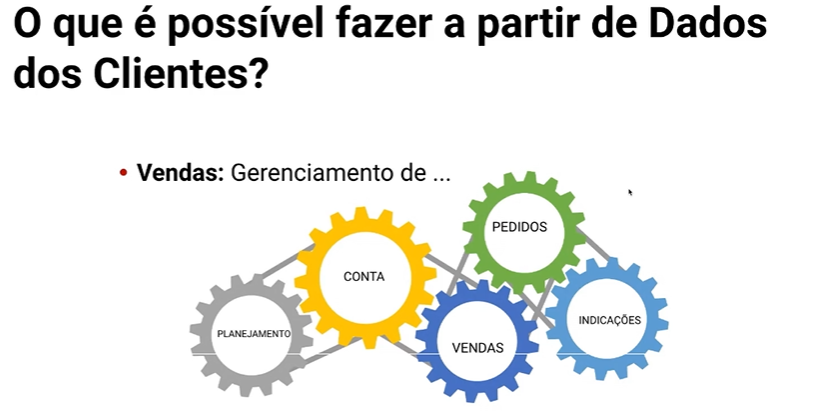 O que é possível fazer a partir de Dados
dos Clientes?
• Vendas: Gerenciamento de ...
PEDIDOS
CONTA
INDICAÇÕES
PLANEJAMENTO
VENDAS